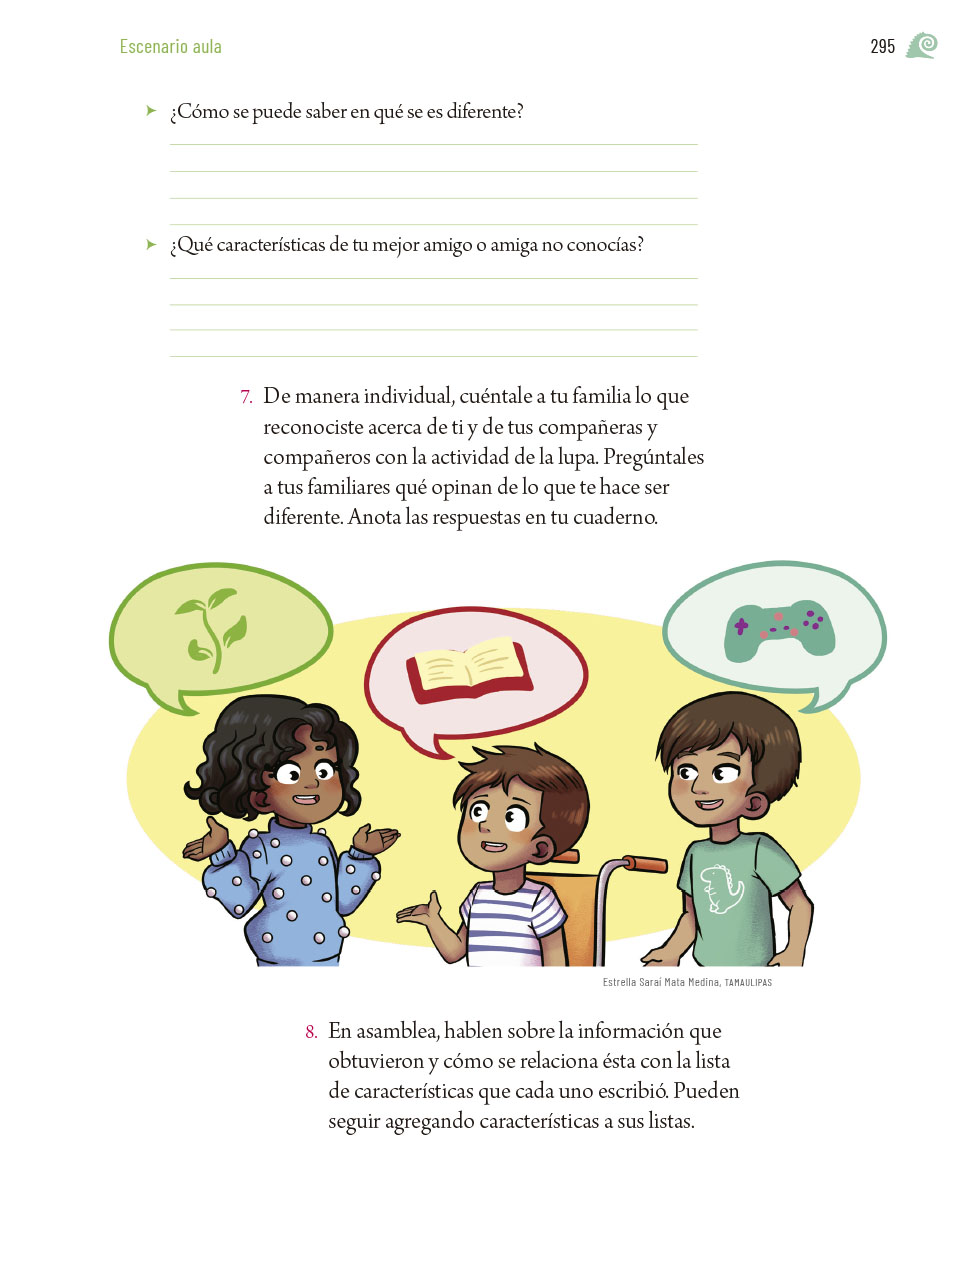 Escenario aula
295
¿Cómo se puede saber en qué se es diferente?
¿Qué características de tu mejor amigo o amiga no conocías?
7. De manera individual, cuéntale a tu familia lo que
reconociste acerca de ti y de tus compañeras y
compañeros con la actividad de la lupa. Pregúntales
a tus familiares qué opinan de lo que te hace ser
diferente. Anota las respuestas en tu cuaderno.
Estrella Saraí Mata Medina, TAMAULIPAS
8. En asamblea, hablen sobre la información que
obtuvieron y cómo se relaciona ésta con la lista
de características que cada uno escribió. Pueden
seguir agregando características a sus listas.